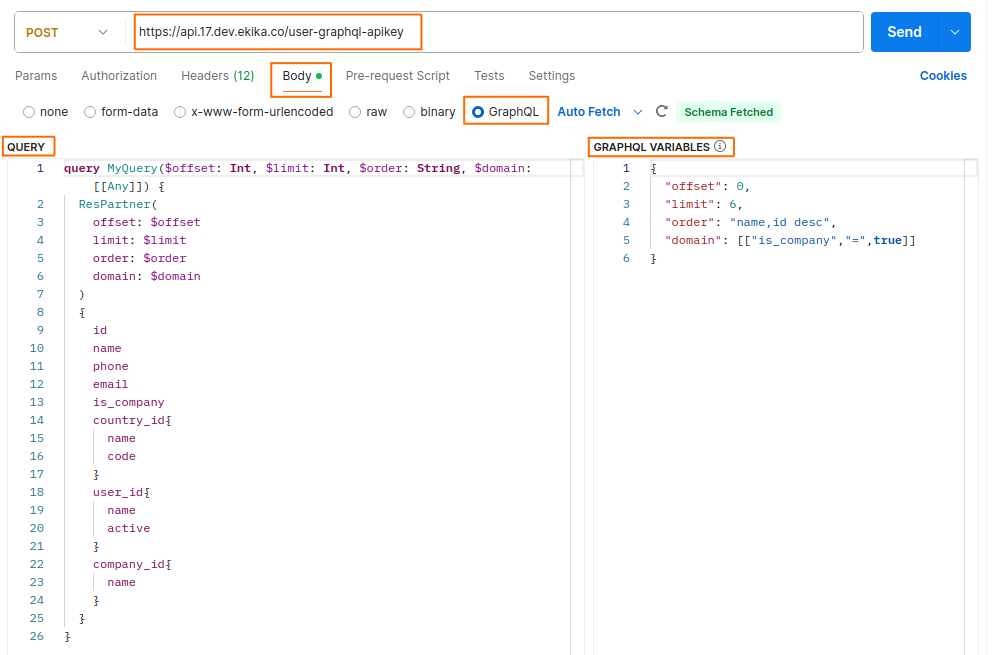 POST https://api.17.dev.ekika.co/user-graphql-apikey Send
Params Authorization Headers (12) Body Pre-request Script Tests Settings Cookies
none form-data x-www-form-urlencoded raw binary GraphQL Auto Fetch Schema Fetched
QUERY
1 query MyQuery($offset: Int, $limit: Int, $order: String, $domain:
[[Any]]) {
2 ResPartner(
3 offset: $offset
4 limit: $limit
5 order: $order
6 domain: $domain
7 )
8 {
9 id
10 name
11 phone
12 email
13 is_company
14 country_id{
15 name
16 code
17 }
18 user_id{
19 name
20 active
21 }
22 company_id{
23 name
24 }
25 }
26 }
GRAPHQL VARIABLES
1 {
2 "offset": 0,
3 "limit": 6,
4 "order": "name,id desc",
5 "domain": [["is_company","=",true]]
6 }